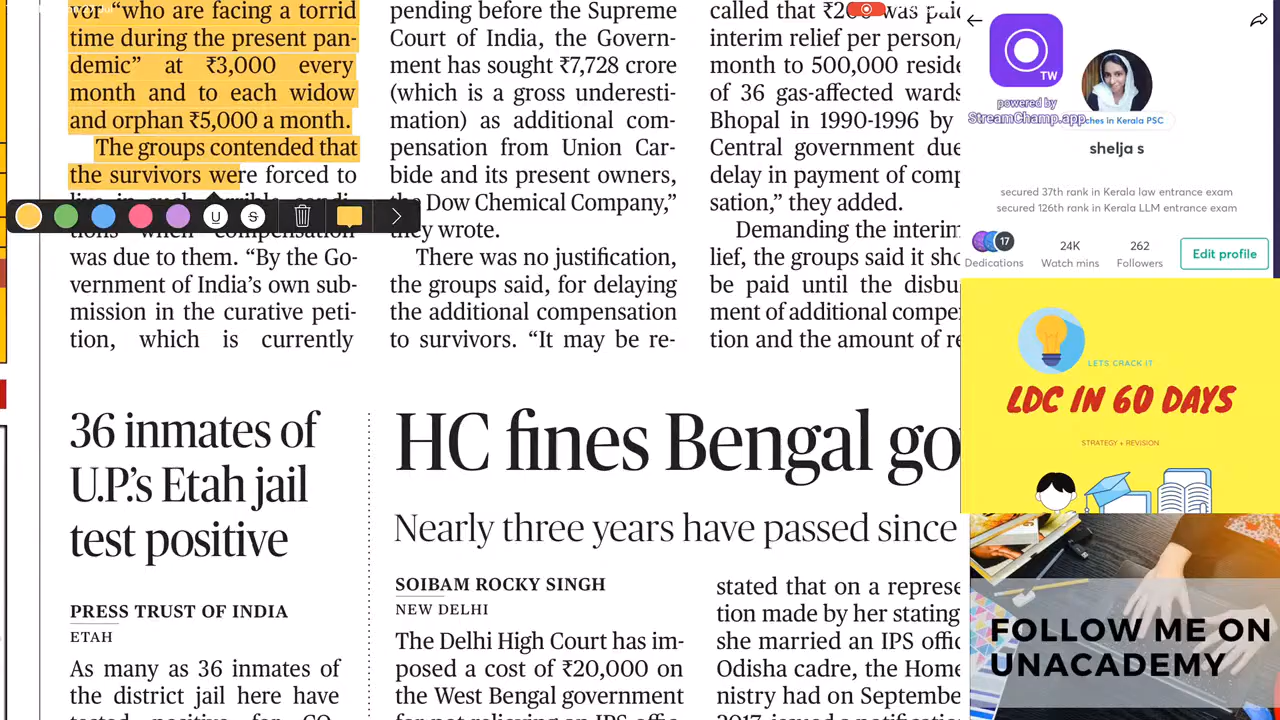 vor “who are facing a torrid
time during the present pan-
demic” at ₹3,000 every
month and to each widow
and orphan ₹5,000 a month.
The groups contended that
the survivors were forced to
was due to them. “By the Go-
vernment of India’s own sub-
mission in the curative peti-
tion, which is currently
pending before the Supreme
Court of India, the Govern-
ment has sought ₹7,728 crore
(which is a gross underesti-
mation) as additional com-
pensation from Union Car-
bide and its present owners,
the Dow Chemical Company,”
they wrote.
There was no justification,
the groups said, for delaying
the additional compensation
to survivors. “It may be re-
called that ₹200 was paid
interim relief per person/
month to 500,000 reside
of 36 gas-affected wards
Bhopal in 1990-1996 by
Central government due
delay in payment of comp
sation,” they added.
Demanding the interim
lief, the groups said it sho
be paid until the disbu
ment of additional compe
tion and the amount of re
36 inmates of
U.P.’s Etah jail
test positive
PRESS TRUST OF INDIA
ETAH
As many as 36 inmates of
the district jail here have
HC fines Bengal go
Nearly three years have passed since
SOIBAM ROCKY SINGH
NEW DELHI
The Delhi High Court has im-
posed a cost of ₹20,000 on
the West Bengal government
stated that on a represe
tion made by her stating
she married an IPS offic
Odisha cadre, the Home
nistry had on Septembe
TW
powered by
StreamChamp.app
ches in Kerala PSC
shelja s
secured 37th rank in Kerala law entrance exam
secured 126th rank in Kerala LLM entrance exam
17
Dedications
24K
Watch mins
262
Followers
Edit profile
LETS CRACK IT
LDC IN 60 DAYS
STRATEGY + REVISION
FOLLOW ME ON
UNACADEMY